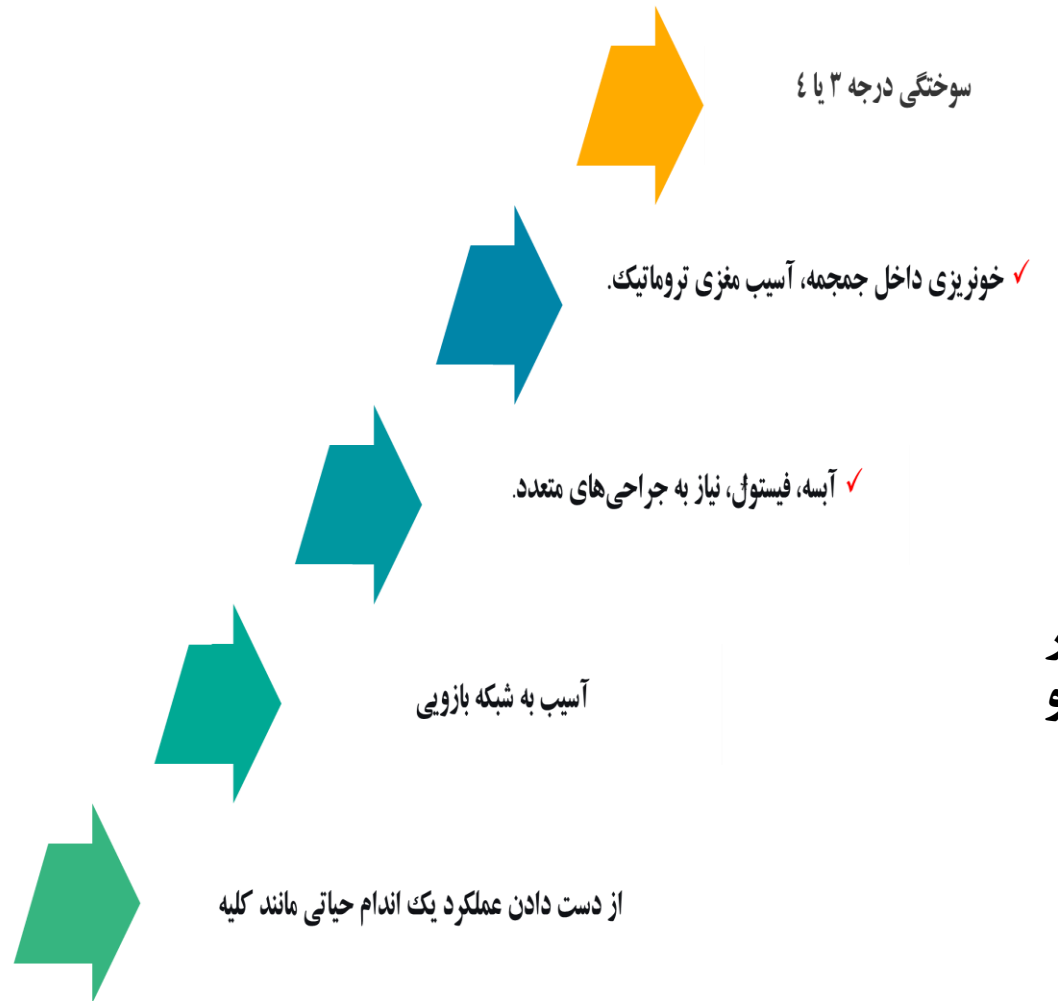 سوختگی درجه ۳ یا ٤
✓ خونریزی داخل جمجمه، آسیب مغزی تروماتیک.
✓ آبسه، فیستول، نیاز به جراحی‌های متعدد.
آسیب به شبکه بازویی
از دست دادن عملکرد یک اندام حیاتی مانند کلیه